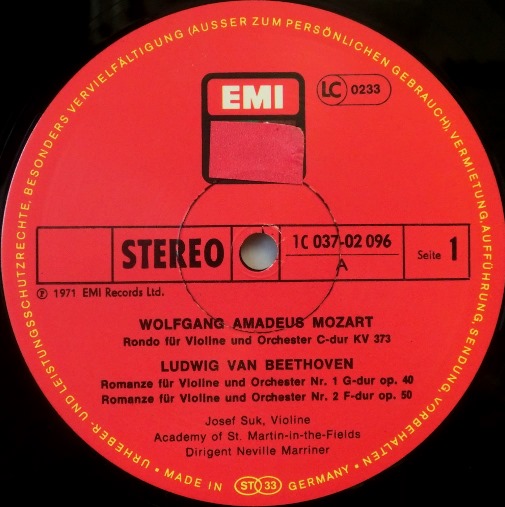 URHEBER- UND LEISTUNGSSCHUTZRECHTE, BESONDERS VERVIELFÄLTIGUNG (AUSSER ZUM PERSÖNLICHEN GEBRAUCH), VERMIETUNG, AUFFÜHRUNG, SENDUNG, VORBEHALTEN
EMI
LC 0233
STEREO
1C 037-02 096
A
Seite 1
℗ 1971 EMI Records Ltd.
WOLFGANG AMADEUS MOZART
Rondo für Violine und Orchester C-dur KV 373
LUDWIG VAN BEETHOVEN
Romanze für Violine und Orchester Nr. 1 G-dur op. 40
Romanze für Violine und Orchester Nr. 2 F-dur op. 50
Josef Suk, Violine
Academy of St. Martin-in-the-Fields
Dirigent Neville Marriner
• MADE IN ST 33 GERMANY •